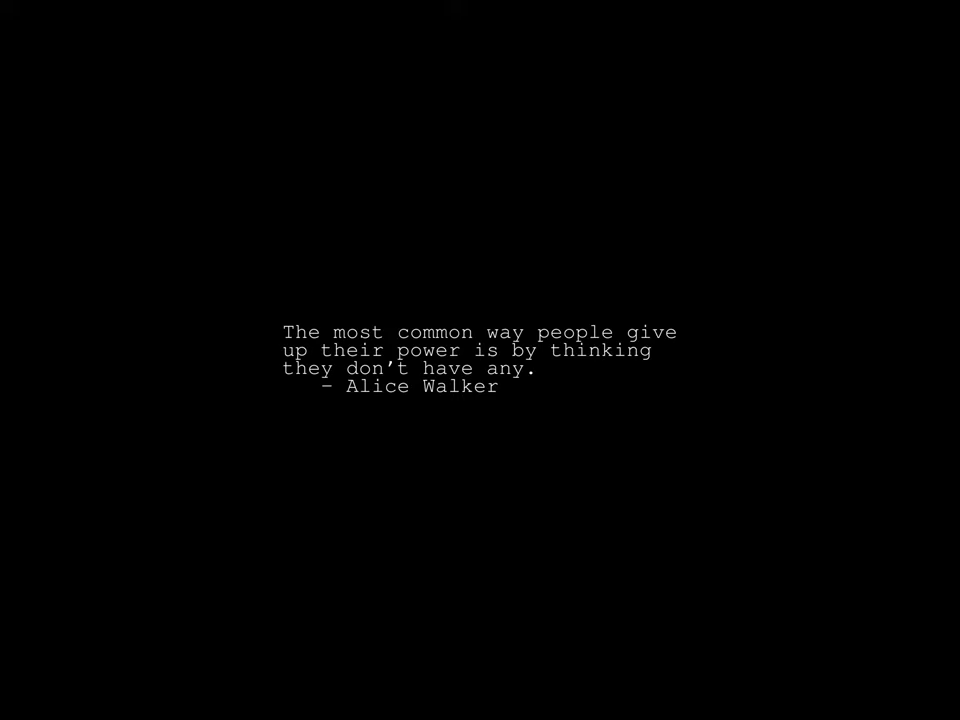 The most common way people give
up their power is by thinking
they don't have any.
- Alice Walker